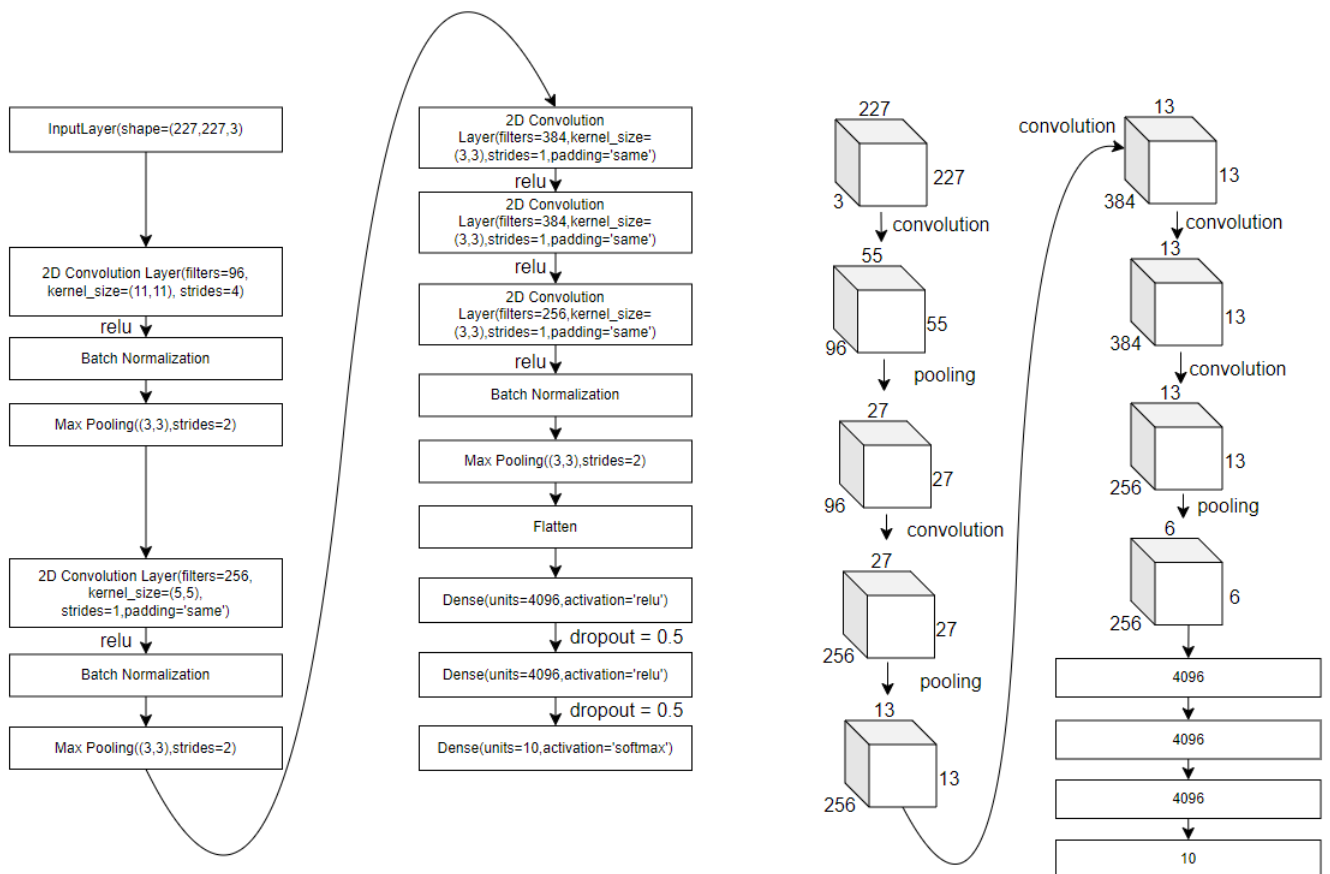 InputLayer(shape=(227,227,3)
2D Convolution Layer(filters=96,
kernel_size=(11,11), strides=4)
relu
Batch Normalization
Max Pooling((3,3),strides=2)
2D Convolution Layer(filters=256,
kernel_size=(5,5),
strides=1,padding='same')
relu
Batch Normalization
Max Pooling((3,3),strides=2)
2D Convolution
Layer(filters=384,kernel_size=
(3,3),strides=1,padding='same')
relu
2D Convolution
Layer(filters=384,kernel_size=
(3,3),strides=1,padding='same')
relu
2D Convolution
Layer(filters=256,kernel_size=
(3,3),strides=1,padding='same')
relu
Batch Normalization
Max Pooling((3,3),strides=2)
Flatten
Dense(units=4096,activation='relu')
dropout = 0.5
Dense(units=4096,activation='relu')
dropout = 0.5
Dense(units=10,activation='softmax')
227
227
3
convolution
55
55
96
pooling
27
27
96
convolution
27
27
256
pooling
13
13
256
convolution
13
13
384
convolution
13
13
384
convolution
13
13
256
pooling
6
6
256
4096
4096
4096
10